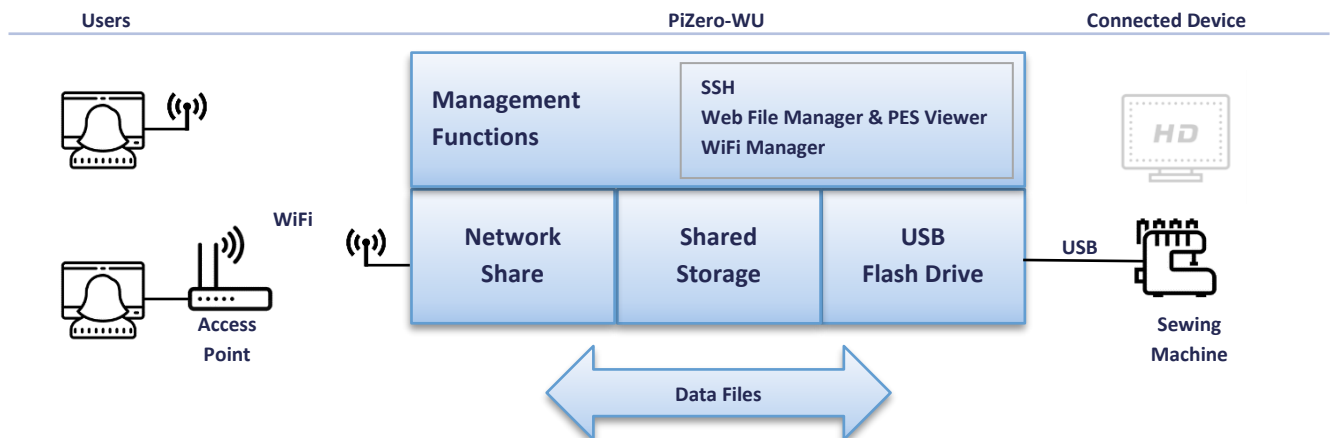 Users
PiZero-WU
Connected Device
Management
Functions
SSH
Web File Manager & PES Viewer
WiFi Manager
HD
WiFi
Network
Share
Shared
Storage
USB
Flash Drive
USB
Access
Point
Sewing
Machine
Data Files